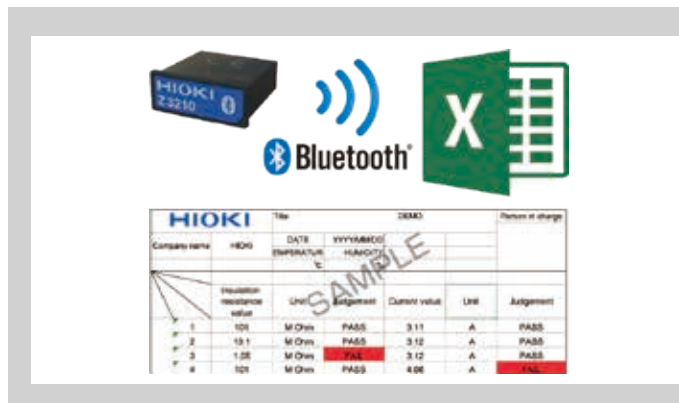 HIOKI
Z3210
Bluetooth®
X
HIOKI Title DEMO Person in charge
Company name HIOKI DATE YYYY/MM/DD
HUMIDITY
℃
SAMPLE
Insulation resistance value Unit Judgement Current value Unit Judgement
1 101 M Ohm PASS 3.11 A PASS
2 10.1 M Ohm PASS 3.12 A PASS
3 1.05 M Ohm FAIL 3.12 A PASS
4 101 M Ohm PASS 4.06 A FAIL